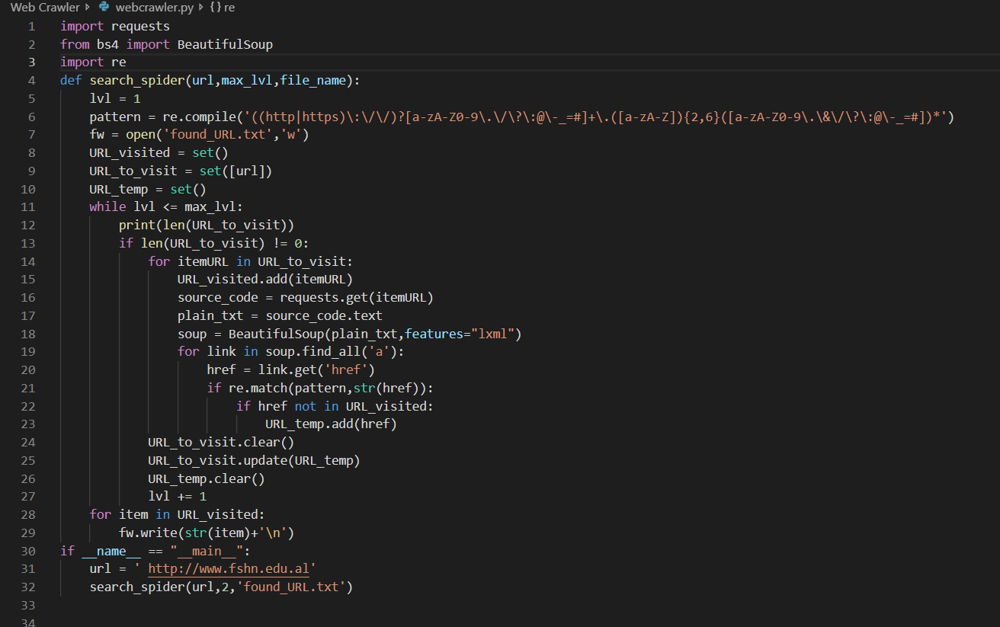 Web Crawler > webcrawler.py > {} re
1 import requests
2 from bs4 import BeautifulSoup
3 import re
4 def search_spider(url,max_lvl,file_name):
5     lvl = 1
6     pattern = re.compile('((http|https)\:\/\/)?[a-zA-Z0-9\.\/\?\:@\-_=#]+\.([a-zA-Z]){2,6}([a-zA-Z0-9\.\&\/\?\:@\-_=#])*')
7     fw = open('found_URL.txt','w')
8     URL_visited = set()
9     URL_to_visit = set([url])
10     URL_temp = set()
11     while lvl <= max_lvl:
12         print(len(URL_to_visit))
13         if len(URL_to_visit) != 0:
14             for itemURL in URL_to_visit:
15                 URL_visited.add(itemURL)
16                 source_code = requests.get(itemURL)
17                 plain_txt = source_code.text
18                 soup = BeautifulSoup(plain_txt,features="lxml")
19                 for link in soup.find_all('a'):
20                     href = link.get('href')
21                     if re.match(pattern,str(href)):
22                         if href not in URL_visited:
23                             URL_temp.add(href)
24             URL_to_visit.clear()
25             URL_to_visit.update(URL_temp)
26             URL_temp.clear()
27             lvl += 1
28     for item in URL_visited:
29         fw.write(str(item)+'\n')
30 if __name__ == "__main__":
31     url = ' http://www.fshn.edu.al'
32     search_spider(url,2,'found_URL.txt')
33
34